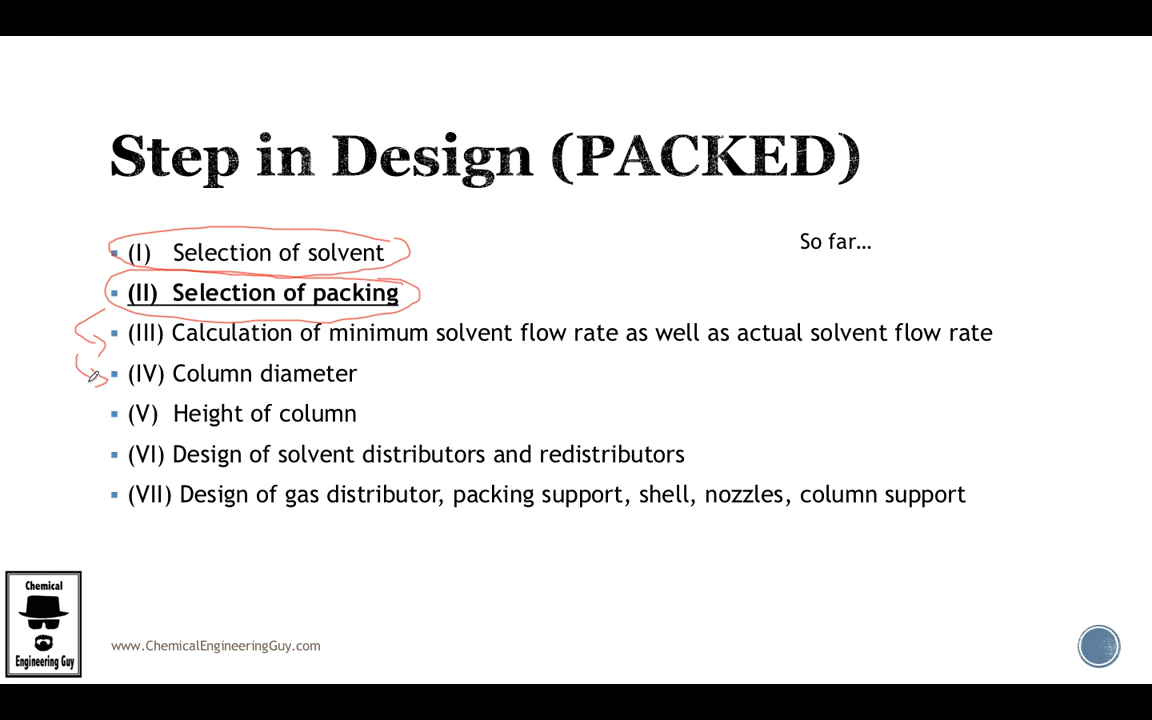 Step in Design (PACKED)
So far...
(I) Selection of solvent
(II) Selection of packing
(III) Calculation of minimum solvent flow rate as well as actual solvent flow rate
(IV) Column diameter
(V) Height of column
(VI) Design of solvent distributors and redistributors
(VII) Design of gas distributor, packing support, shell, nozzles, column support
Chemical
Engineering Guy
www.ChemicalEngineeringGuy.com